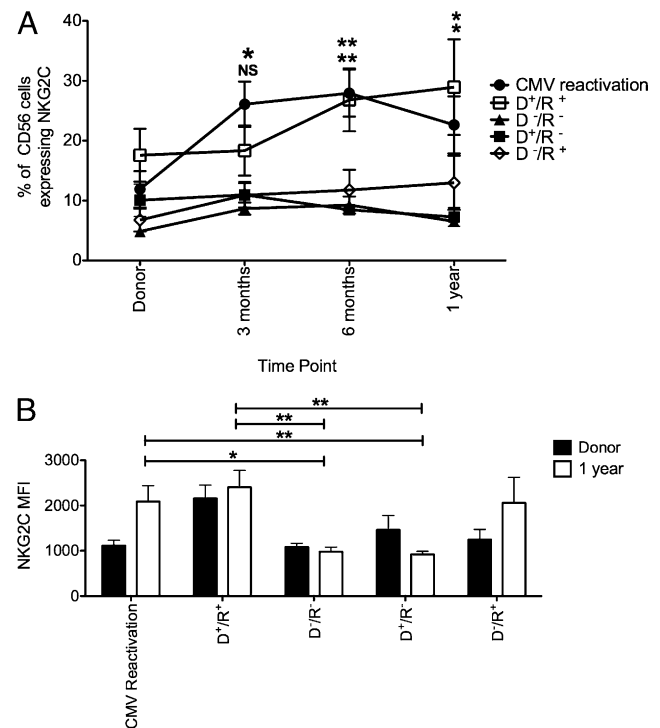 A
40
30
20
10
0
% of CD56 cells
expressing NKG2C
*
NS
**
**
*
*
CMV reactivation
D+/R +
D -/R -
D+/R -
D -/R +
Donor
3 months
6 months
1 year
Time Point
B
**
**
**
*
3000
2000
1000
0
NKG2C MFI
Donor
1 year
CMV Reactivation
D+/R+
D-/R-
D+/R-
D-/R+